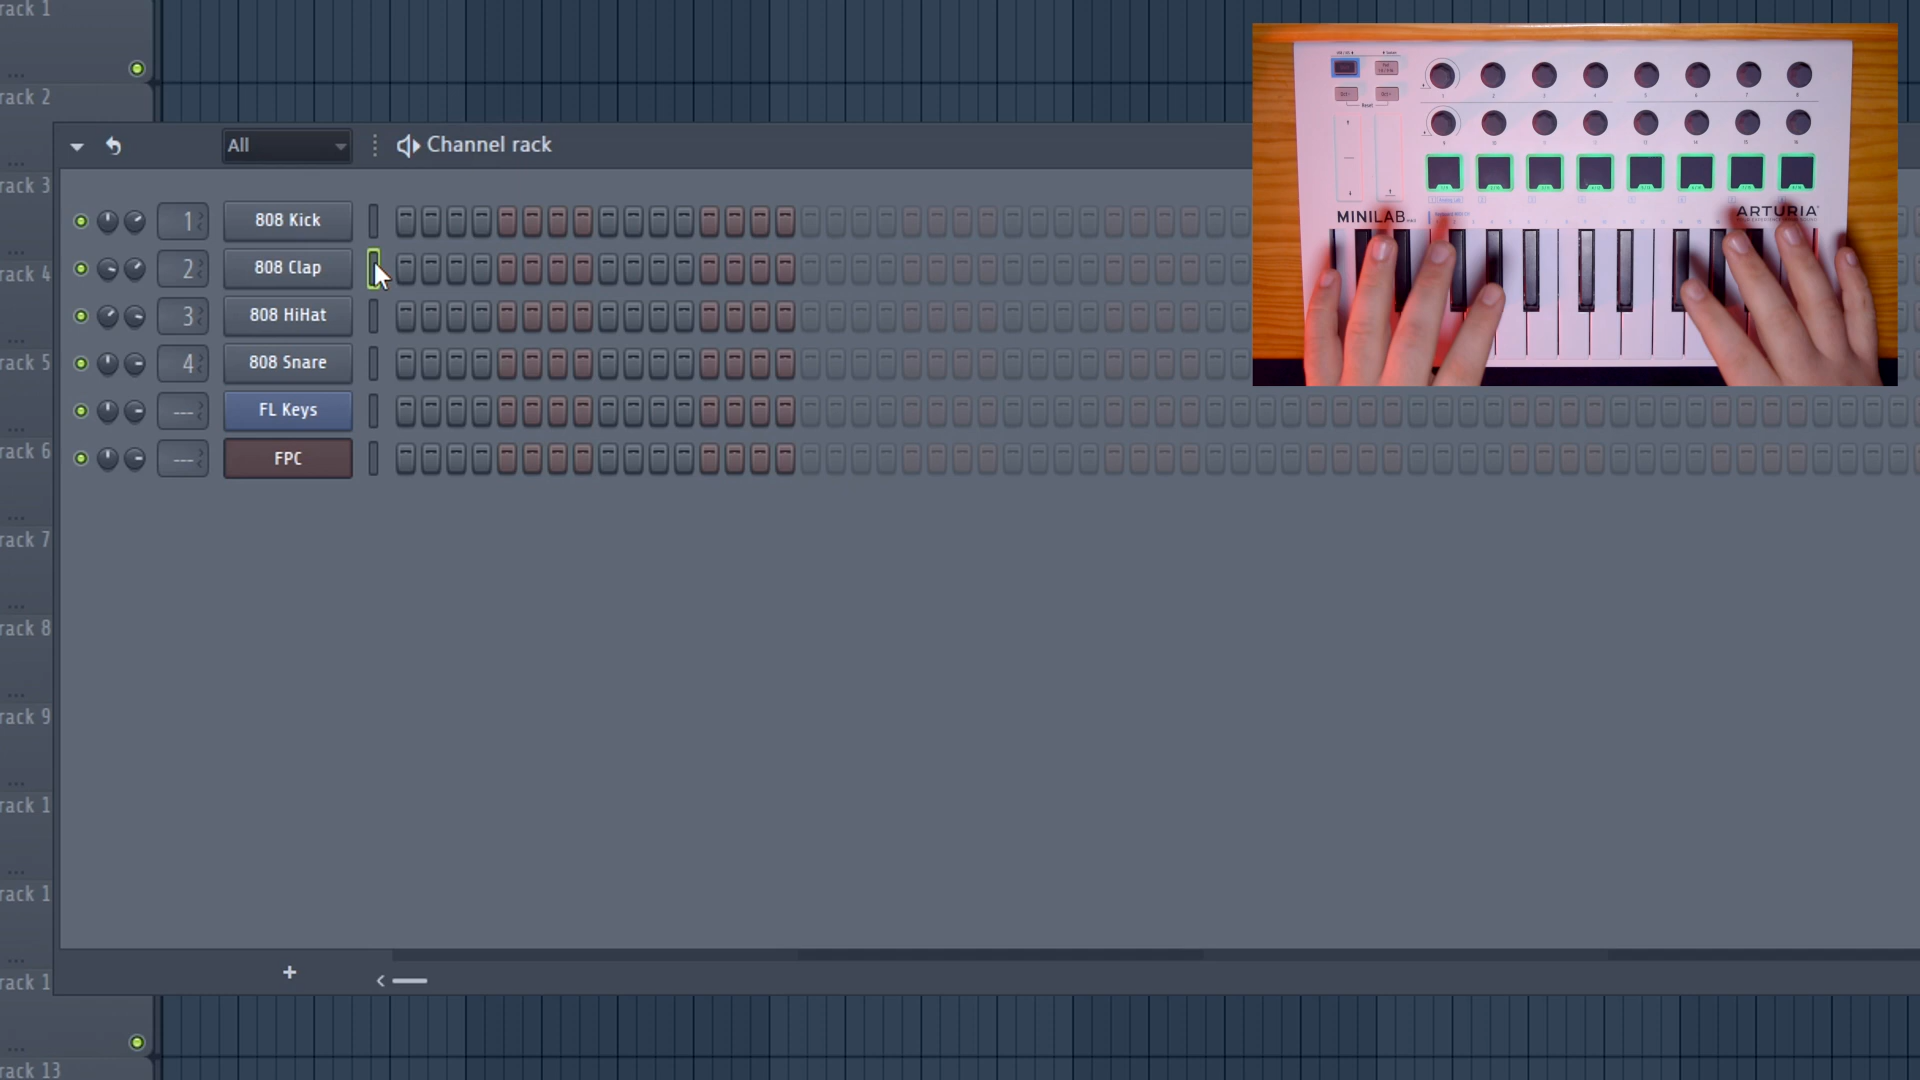 rack 1
rack 2
rack 3
rack 4
rack 5
rack 6
rack 7
rack 8
rack 9
rack 1
rack 1
rack 1
rack 13
All
Channel rack
1 808 Kick
2 808 Clap
3 808 HiHat
4 808 Snare
--- FL Keys
--- FPC
+
MINILAB
ARTURIA